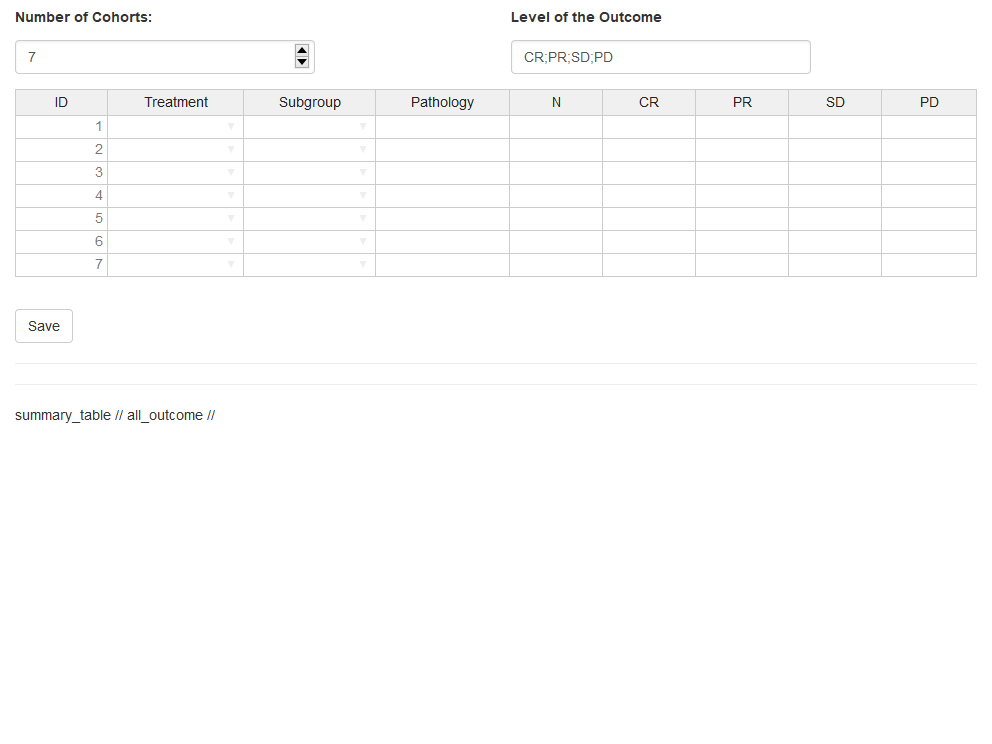 Number of Cohorts: Level of the Outcome
7 CR;PR;SD;PD
ID Treatment Subgroup Pathology N CR PR SD PD
1
2
3
4
5
6
7
Save
summary_table // all_outcome //